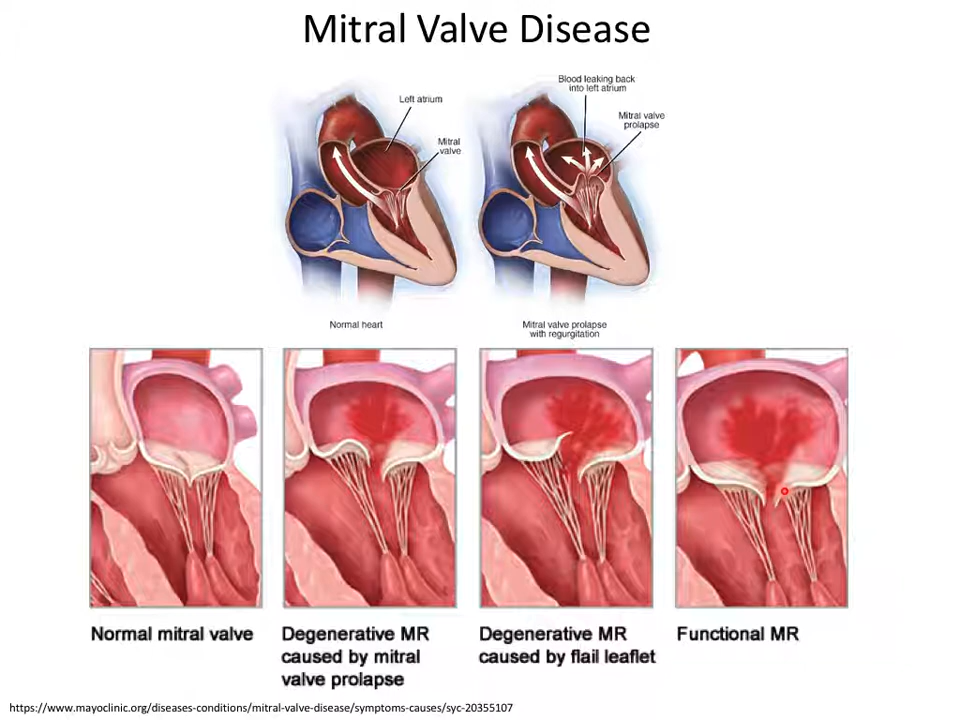 Mitral Valve Disease
Left atrium
Mitral
valve
Normal heart
Blood leaking back
into left atrium
Mitral valve
prolapse
Mitral valve prolapse
with regurgitation
Normal mitral valve
Degenerative MR
caused by mitral
valve prolapse
Degenerative MR
caused by flail leaflet
Functional MR
https://www.mayoclinic.org/diseases-conditions/mitral-valve-disease/symptoms-causes/syc-20355107